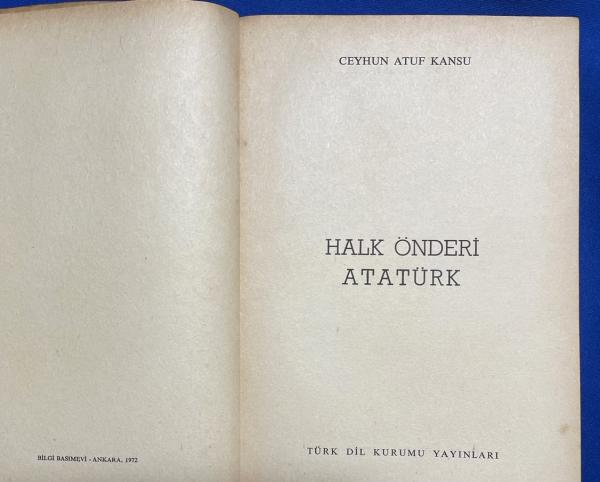 BİLGİ BASIMEVİ - ANKARA, 1972
CEYHUN ATUF KANSU
HALK ÖNDERİ
ATATÜRK
TÜRK DİL KURUMU YAYINLARI